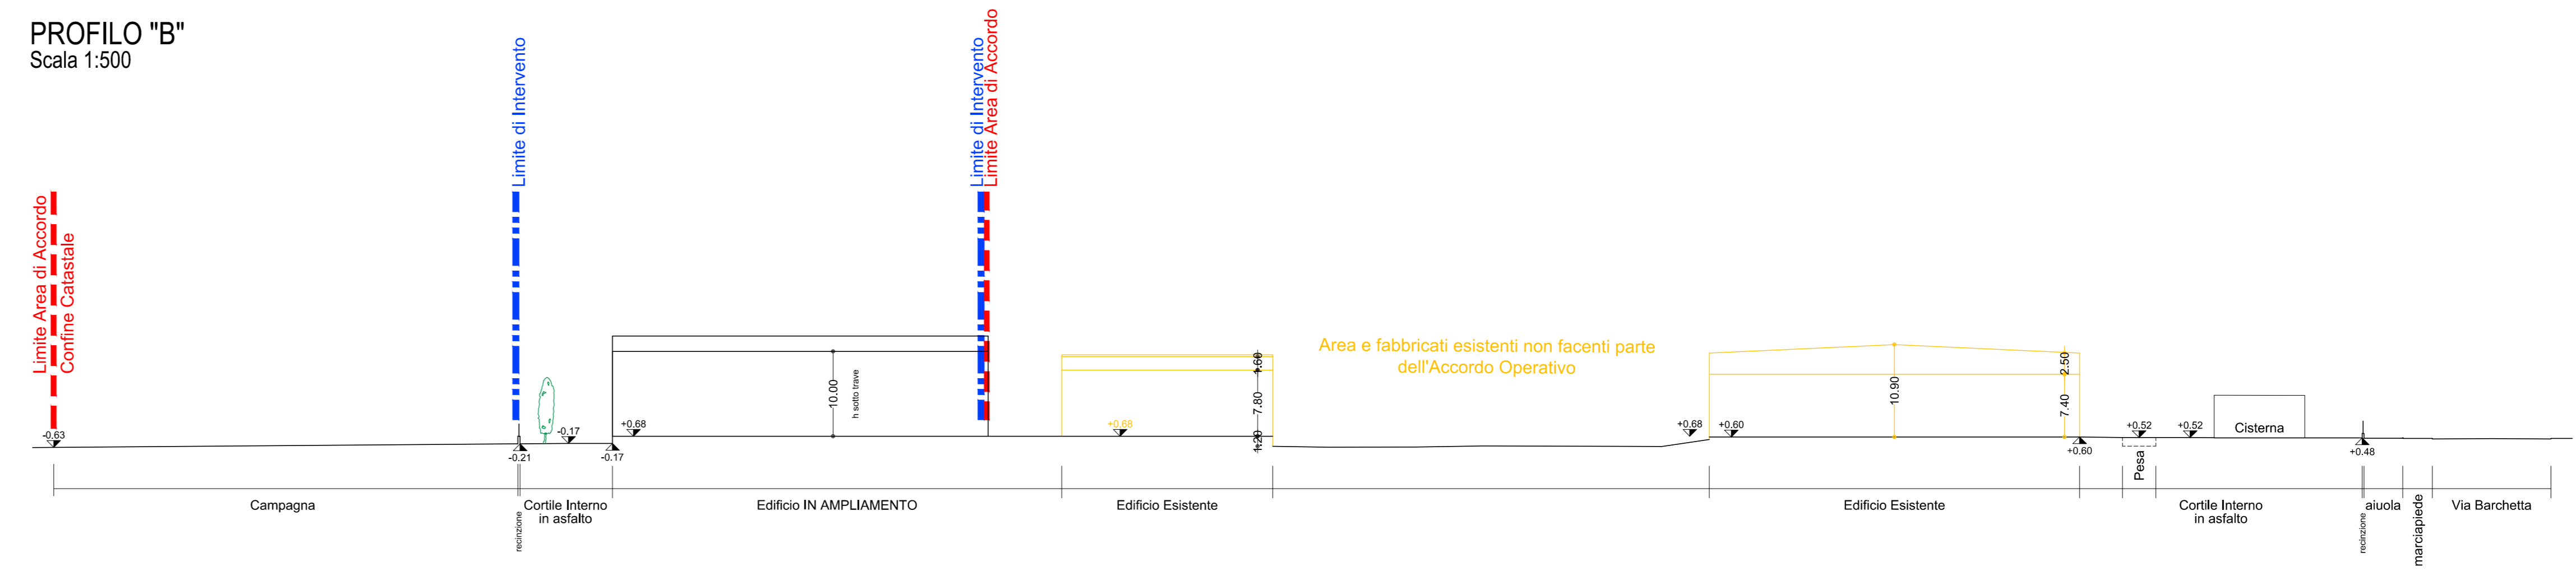 PROFILO "B"
Scala 1:500
Limite Area di Accordo
Confine Catastale
Limite di Intervento
Limite di Intervento
Limite Area di Accordo
Area e fabbricati esistenti non facenti parte
dell'Accordo Operativo
10.00
h sotto trave
1.60
7.80
1.20
10.90
2.50
7.40
-0.63
-0.21
-0.17
-0.17
+0.68
+0.68
+0.68
+0.60
+0.60
+0.52
+0.52
Cisterna
+0.48
Pesa
Campagna
recinzione
Cortile Interno
in asfalto
Edificio IN AMPLIAMENTO
Edificio Esistente
Edificio Esistente
Cortile Interno
in asfalto
recinzione
aiuola
marciapiede
Via Barchetta